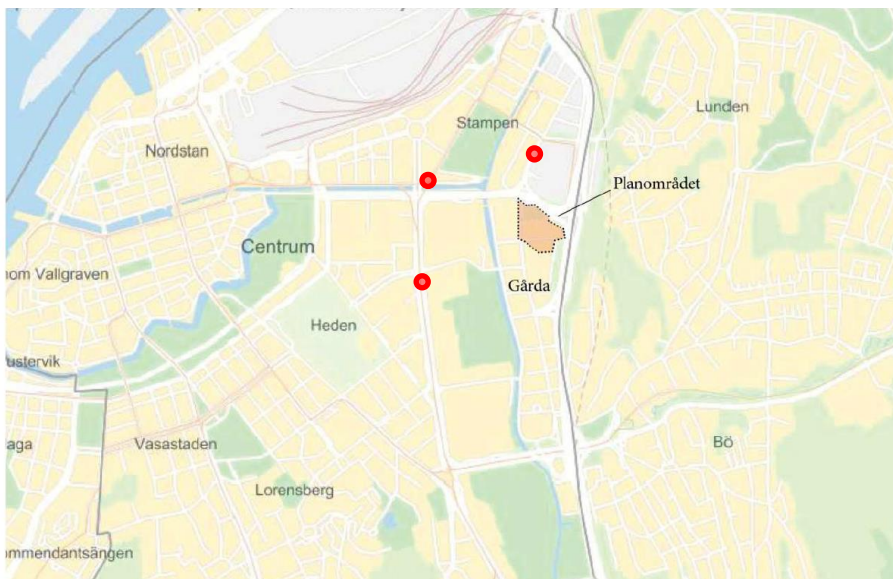 Lunden
Stampen
Nordstan
Planområdet
Centrum
nom Vallgraven
Gårda
Heden
ustervik
aga
Vasastaden
Bö
Lorensberg
ommendantsängen